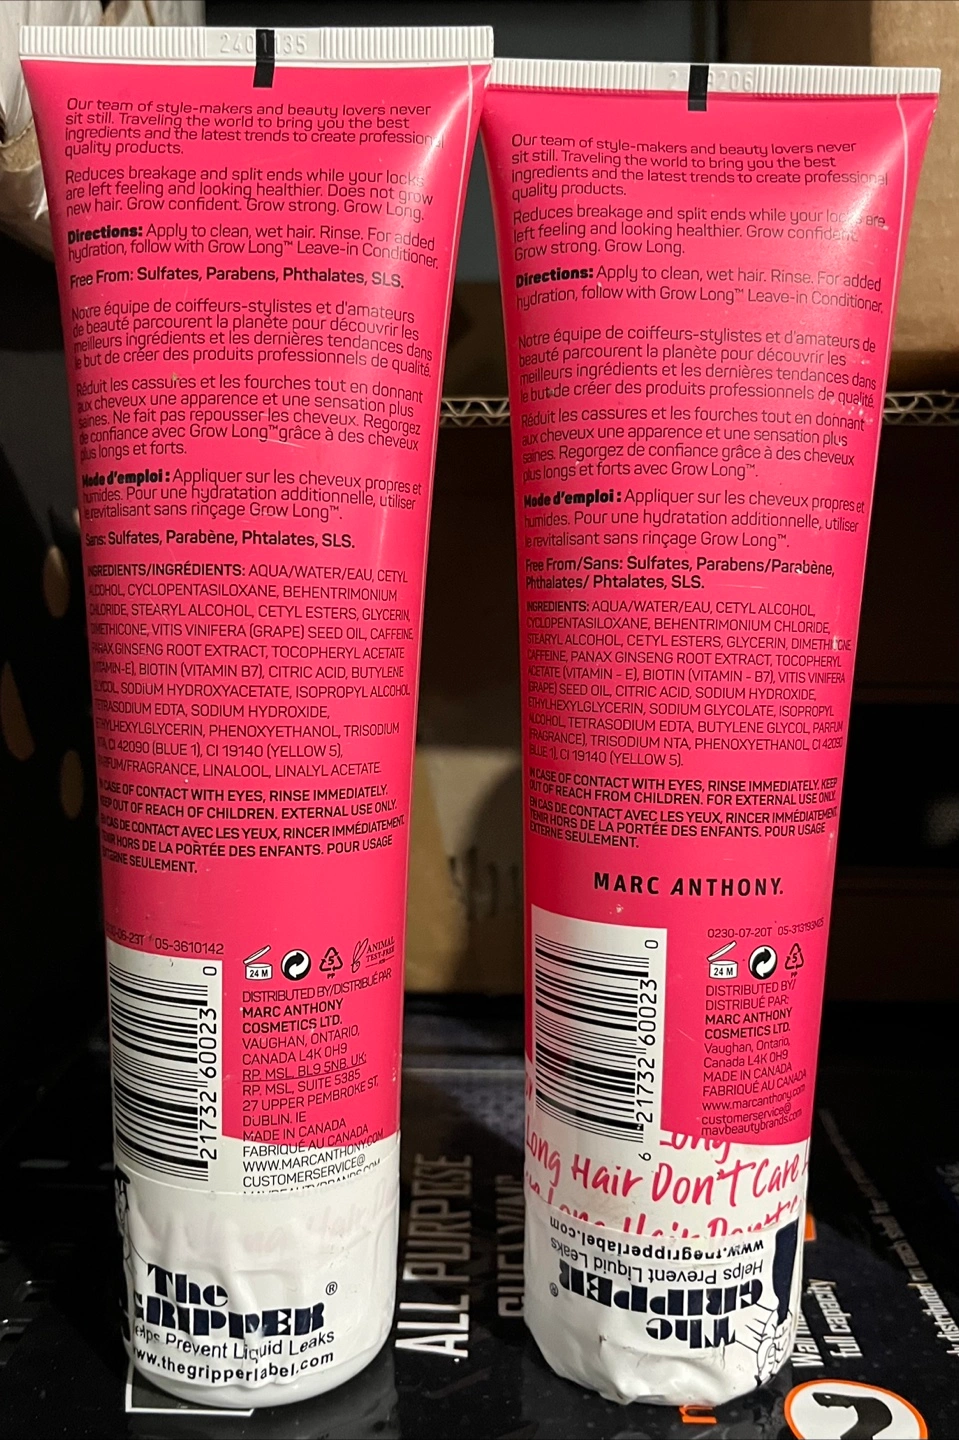 Our team of style-makers and beauty lovers never
sit still. Traveling the world to bring you the best
ingredients and the latest trends to create professional
quality products.
Reduces breakage and split ends while your locks
are left feeling and looking healthier. Does not grow
new hair. Grow confident. Grow strong. Grow Long.
Directions: Apply to clean, wet hair. Rinse. For added
hydration, follow with Grow Long™ Leave-in Conditioner.
Free From: Sulfates, Parabens, Phthalates, SLS.
Notre équipe de coiffeurs-stylistes et d'amateurs
de beauté parcourent la planète pour découvrir les
meilleurs ingrédients et les dernières tendances dans
le but de créer des produits professionnels de qualité.
Réduit les cassures et les fourches tout en donnant
aux cheveux une apparence et une sensation plus
saines. Ne fait pas repousser les cheveux. Regorgez
de confiance avec Grow Long™ grâce à des cheveux
plus longs et forts.
Mode d'emploi : Appliquer sur les cheveux propres et
humides. Pour une hydratation additionnelle, utiliser
le revitalisant sans rinçage Grow Long™.
Sans: Sulfates, Parabène, Phtalates, SLS.
INGREDIENTS/INGRÉDIENTS: AQUA/WATER/EAU, CETYL
ALCOHOL, CYCLOPENTASILOXANE, BEHENTRIMONIUM
CHLORIDE, STEARYL ALCOHOL, CETYL ESTERS, GLYCERIN,
DIMETHICONE, VITIS VINIFERA (GRAPE) SEED OIL, CAFFEINE,
PANAX GINSENG ROOT EXTRACT, TOCOPHERYL ACETATE
(VITAMIN-E), BIOTIN (VITAMIN B7), CITRIC ACID, BUTYLENE
GLYCOL, SODIUM HYDROXYACETATE, ISOPROPYL ALCOHOL,
TETRASODIUM EDTA, SODIUM HYDROXIDE,
ETHYLHEXYLGLYCERIN, PHENOXYETHANOL, TRISODIUM
NTA, CI 42090 (BLUE 1), CI 19140 (YELLOW 5),
PARFUM/FRAGRANCE, LINALOOL, LINALYL ACETATE.
IN CASE OF CONTACT WITH EYES, RINSE IMMEDIATELY.
KEEP OUT OF REACH OF CHILDREN. EXTERNAL USE ONLY.
EN CAS DE CONTACT AVEC LES YEUX, RINCER IMMÉDIATEMENT.
TENIR HORS DE LA PORTÉE DES ENFANTS. POUR USAGE
EXTERNE SEULEMENT.
05-3610142
24 M
5
PP
ANIMAL
TEST-FREE
21732 60023 0
DISTRIBUTED BY/DISTRIBUÉ PAR
MARC ANTHONY
COSMETICS LTD.
VAUGHAN, ONTARIO,
CANADA L4K 0H9
RP. MSL, BL9 5NB. UK:
RP. MSL, SUITE 5385
27 UPPER PEMBROKE ST,
DUBLIN. IE
MADE IN CANADA
FABRIQUÉ AU CANADA
WWW.MARCANTHONY.COM
CUSTOMERSERVICE@
The
GRIPPER®
Helps Prevent Liquid Leaks
www.thegripperlabel.com
Our team of style-makers and beauty lovers never
sit still. Traveling the world to bring you the best
ingredients and the latest trends to create professional
quality products.
Reduces breakage and split ends while your locks are
left feeling and looking healthier. Grow confident.
Grow strong. Grow Long.
Directions: Apply to clean, wet hair. Rinse. For added
hydration, follow with Grow Long™ Leave-in Conditioner.
Notre équipe de coiffeurs-stylistes et d'amateurs de
beauté parcourent la planète pour découvrir les
meilleurs ingrédients et les dernières tendances dans
le but de créer des produits professionnels de qualité.
Réduit les cassures et les fourches tout en donnant
aux cheveux une apparence et une sensation plus
saines. Regorgez de confiance grâce à des cheveux
plus longs et forts avec Grow Long™.
Mode d'emploi : Appliquer sur les cheveux propres et
humides. Pour une hydratation additionnelle, utiliser
le revitalisant sans rinçage Grow Long™.
Free From/Sans: Sulfates, Parabens/Parabène,
Phthalates/ Phtalates, SLS.
INGREDIENTS: AQUA/WATER/EAU, CETYL ALCOHOL,
CYCLOPENTASILOXANE, BEHENTRIMONIUM CHLORIDE,
STEARYL ALCOHOL, CETYL ESTERS, GLYCERIN, DIMETHICONE,
CAFFEINE, PANAX GINSENG ROOT EXTRACT, TOCOPHERYL
ACETATE (VITAMIN - E), BIOTIN (VITAMIN - B7), VITIS VINIFERA
(GRAPE) SEED OIL, CITRIC ACID, SODIUM HYDROXIDE,
ETHYLHEXYLGLYCERIN, SODIUM GLYCOLATE, ISOPROPYL
ALCOHOL, TETRASODIUM EDTA, BUTYLENE GLYCOL, PARFUM
(FRAGRANCE), TRISODIUM NTA, PHENOXYETHANOL, CI 42090
(BLUE 1), CI 19140 (YELLOW 5).
IN CASE OF CONTACT WITH EYES, RINSE IMMEDIATELY. KEEP
OUT OF REACH FROM CHILDREN. FOR EXTERNAL USE ONLY.
EN CAS DE CONTACT AVEC LES YEUX, RINCER IMMÉDIATEMENT.
TENIR HORS DE LA PORTÉE DES ENFANTS. POUR USAGE
EXTERNE SEULEMENT.
MARC ANTHONY.
0230-07-20T
24 M
5
PP
6 21732 60023 0
DISTRIBUTED BY/
DISTRIBUÉ PAR:
MARC ANTHONY
COSMETICS LTD.
Vaughan, Ontario,
Canada L4K 0H9
MADE IN CANADA
FABRIQUÉ AU CANADA
www.marcanthony.com
customerservice@
mavbeautybrands.com
Long Hair Don't Care
The
GRIPPER®
Helps Prevent Liquid Leaks
www.thegripperlabel.com
ALL PURPOSE
full capacity